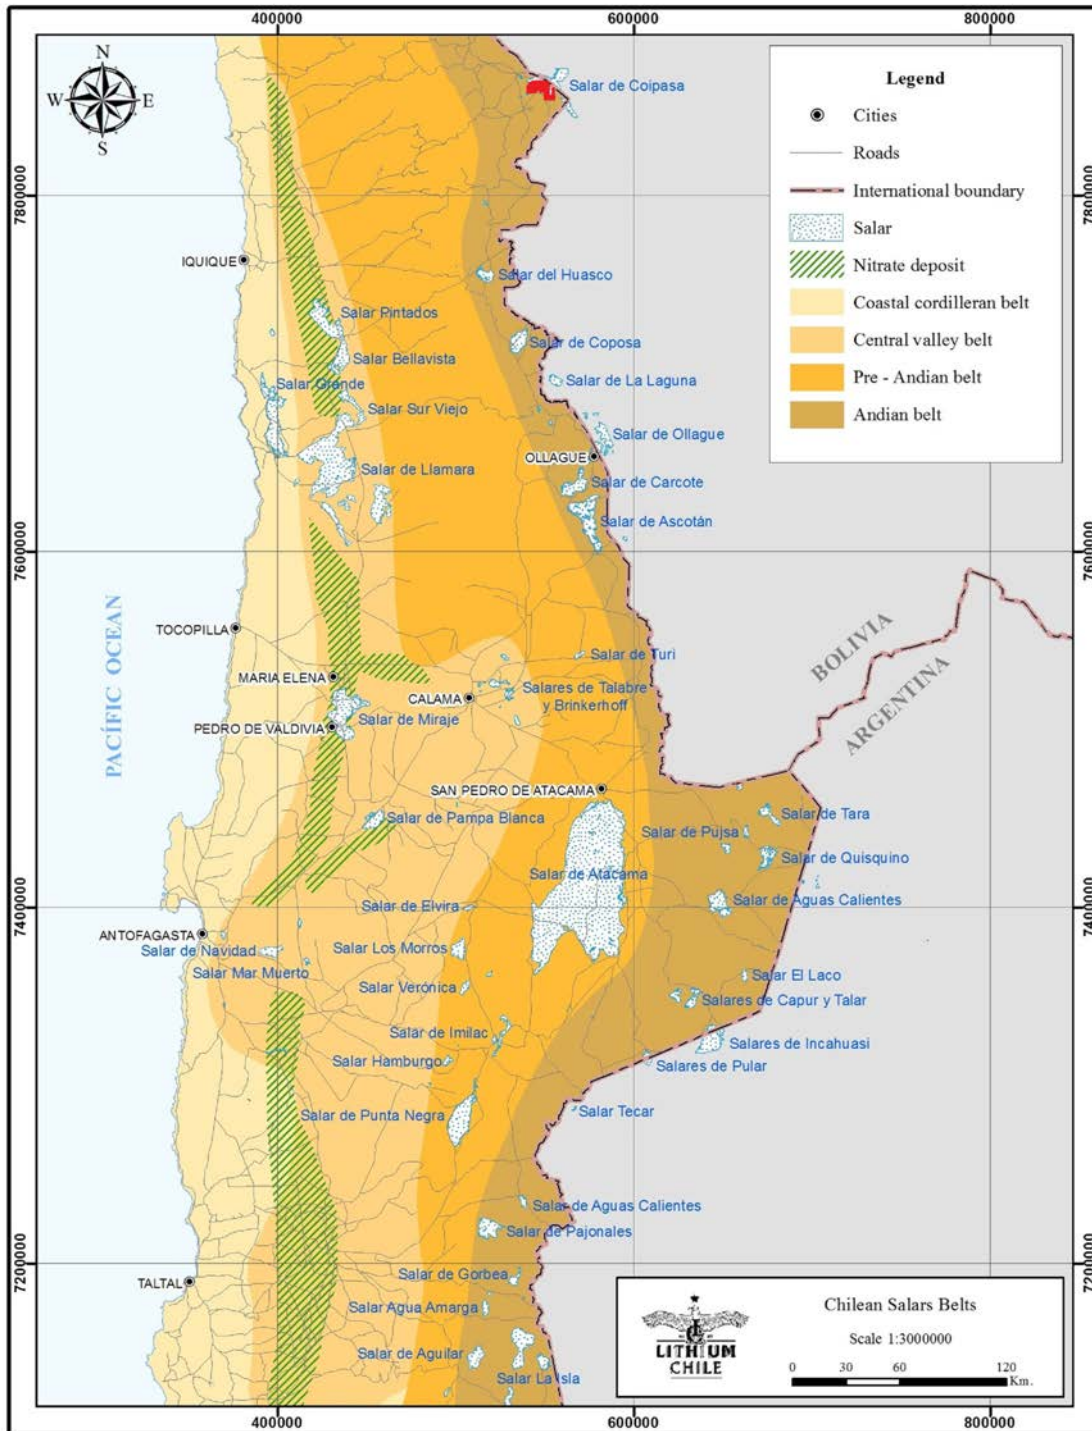 400000
600000
800000
N
W
E
S
Salar de Coipasa
Legend
Cities
Roads
International boundary
Salar
Nitrate deposit
Coastal cordilleran belt
Central valley belt
Pre - Andian belt
Andian belt
7800000
7800000
IQUIQUE
Salar del Huasco
Salar Pintados
Salar de Coposa
Salar Bellavista
Salar de La Laguna
Salar Grande
Salar Sur Viejo
Salar de Ollague
OLLAGUE
Salar de Llamara
Salar de Carcote
Salar de Ascotán
7600000
7600000
PACÍFIC OCEAN
BOLIVIA
ARGENTINA
TOCOPILLA
Salar de Turi
MARIA ELENA
CALAMA
Salares de Talabre
y Brinkerhoff
Salar de Miraje
PEDRO DE VALDIVIA
SAN PEDRO DE ATACAMA
Salar de Pampa Blanca
Salar de Tara
Salar de Pujsa
Salar de Quisquino
Salar de Atacama
Salar de Aguas Calientes
7400000
7400000
Salar de Elvira
ANTOFAGASTA
Salar de Navidad
Salar Los Morros
Salar Mar Muerto
Salar El Laco
Salar Verónica
Salares de Capur y Talar
Salar de Imilac
Salares de Incahuasi
Salar Hamburgo
Salares de Pular
Salar de Punta Negra
Salar Tecar
Salar de Aguas Calientes
Salar de Pajonales
7200000
7200000
TALTAL
Salar de Gorbea
Salar Agua Amarga
Salar de Aguilar
Salar La Isla
LITHIUM
CHILE
Chilean Salars Belts
Scale 1:3000000
0 30 60 120
Km.
400000
600000
800000